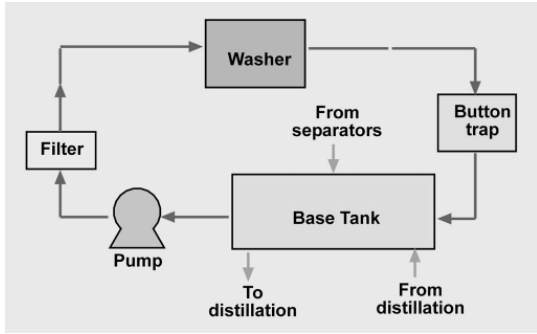 Washer
Button
trap
From
separators
Filter
Base Tank
Pump
To
distillation
From
distillation